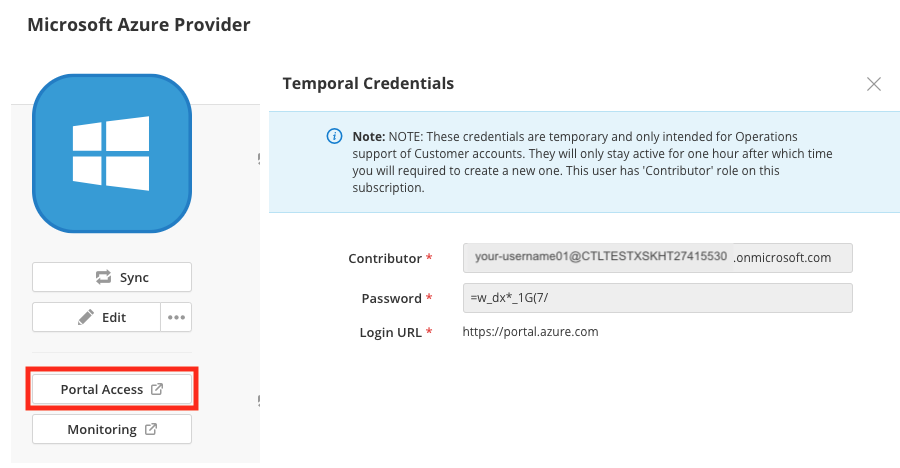 Microsoft Azure Provider
Sync
Edit
Portal Access
Monitoring
Temporal Credentials
Note: NOTE: These credentials are temporary and only intended for Operations
support of Customer accounts. They will only stay active for one hour after which time
you will required to create a new one. This user has 'Contributor' role on this
subscription.
Contributor * your-username01@CTLTESTXSKHT27415530 .onmicrosoft.com
Password * =w_dx*_1G(7/
Login URL * https://portal.azure.com